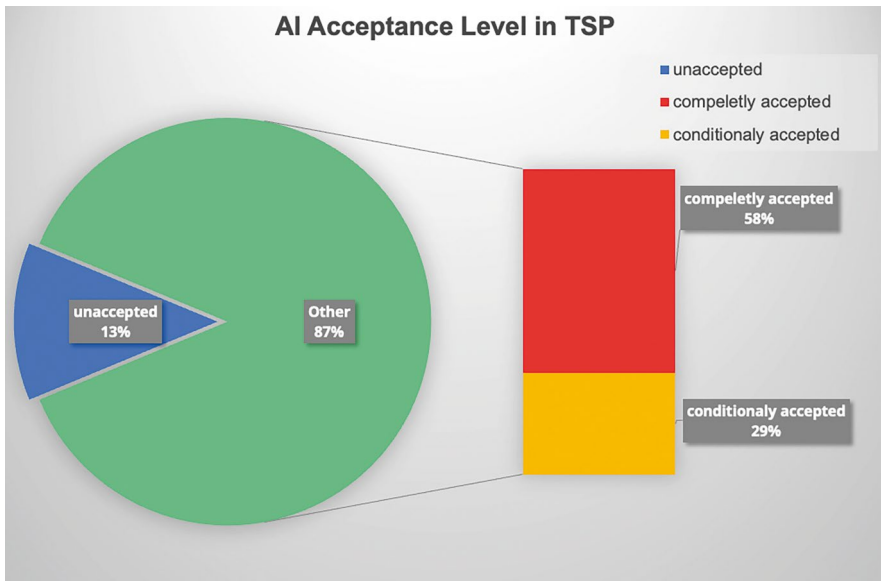 AI Acceptance Level in TSP
unaccepted
compeletly accepted
conditionaly accepted
compeletly accepted
58%
unaccepted
13%
Other
87%
conditionaly accepted
29%